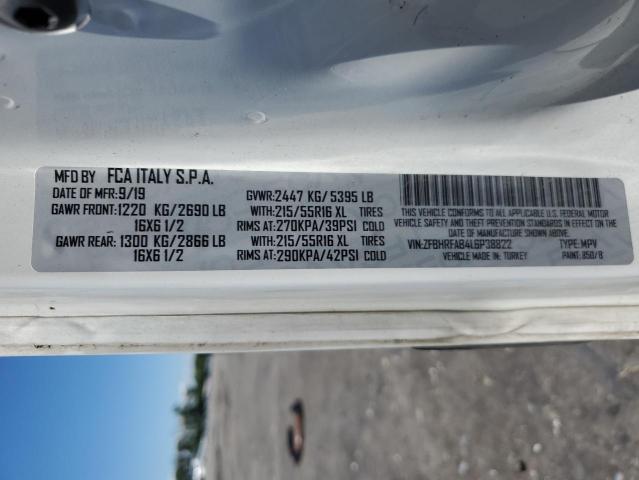 MFD BY FCA ITALY S.P.A.
DATE OF MFR:9/19 GVWR:2447 KG/ 5395 LB
GAWR FRONT:1220 KG/2690 LB WITH:215/55R16 XL TIRES
16X6 1/2 RIMS AT:270KPA/39PSI COLD
GAWR REAR:1300 KG/2866 LB WITH:215/55R16 XL TIRES
16X6 1/2 RIMS AT:290KPA/42PSI COLD
THIS VEHICLE CONFORMS TO ALL APPLICABLE U.S. FEDERAL MOTOR
VEHICLE SAFETY AND THEFT PREVENTION STANDARDS IN EFFECT
ON THE DATE OF MANUFACTURE SHOWN ABOVE
VIN:ZFBHRFAB4L6P38822 TYPE:MPV
VEHICLE MADE IN: TURKEY PAINT: 850/B